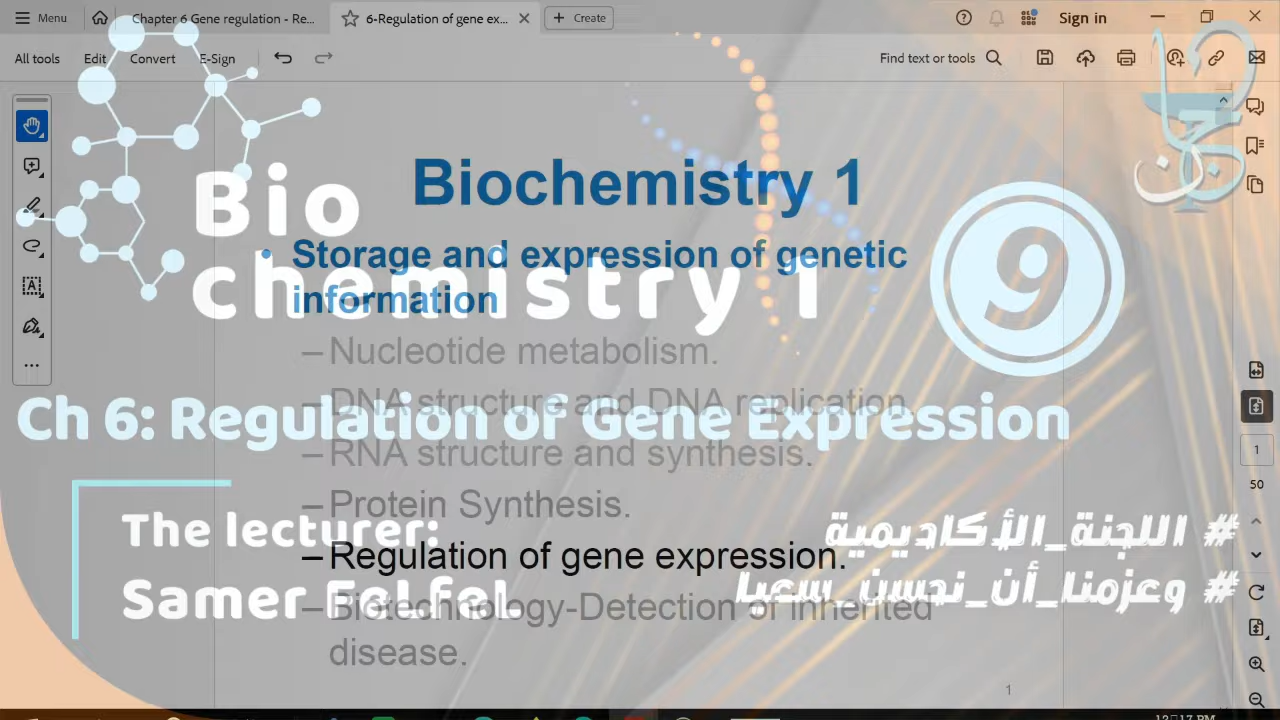 Menu
Chapter 6 Gene regulation - Re...
6-Regulation of gene ex...
Create
Sign in
All tools
Edit
Convert
E-Sign
Find text or tools
Biochemistry 1
• Storage and expression of genetic
information
– Nucleotide metabolism.
– DNA structure and DNA replication.
– RNA structure and synthesis.
– Protein Synthesis.
– Regulation of gene expression.
– Biotechnology-Detection of inherited
disease.
1
Bio
chemistry 1
9
Ch 6: Regulation of Gene Expression
The lecturer:
Samer FeLfeL
# اللجنة_الأكاديمية
# وعزمنا_أن_نحسن_سعيا
1
50
12:17 PM